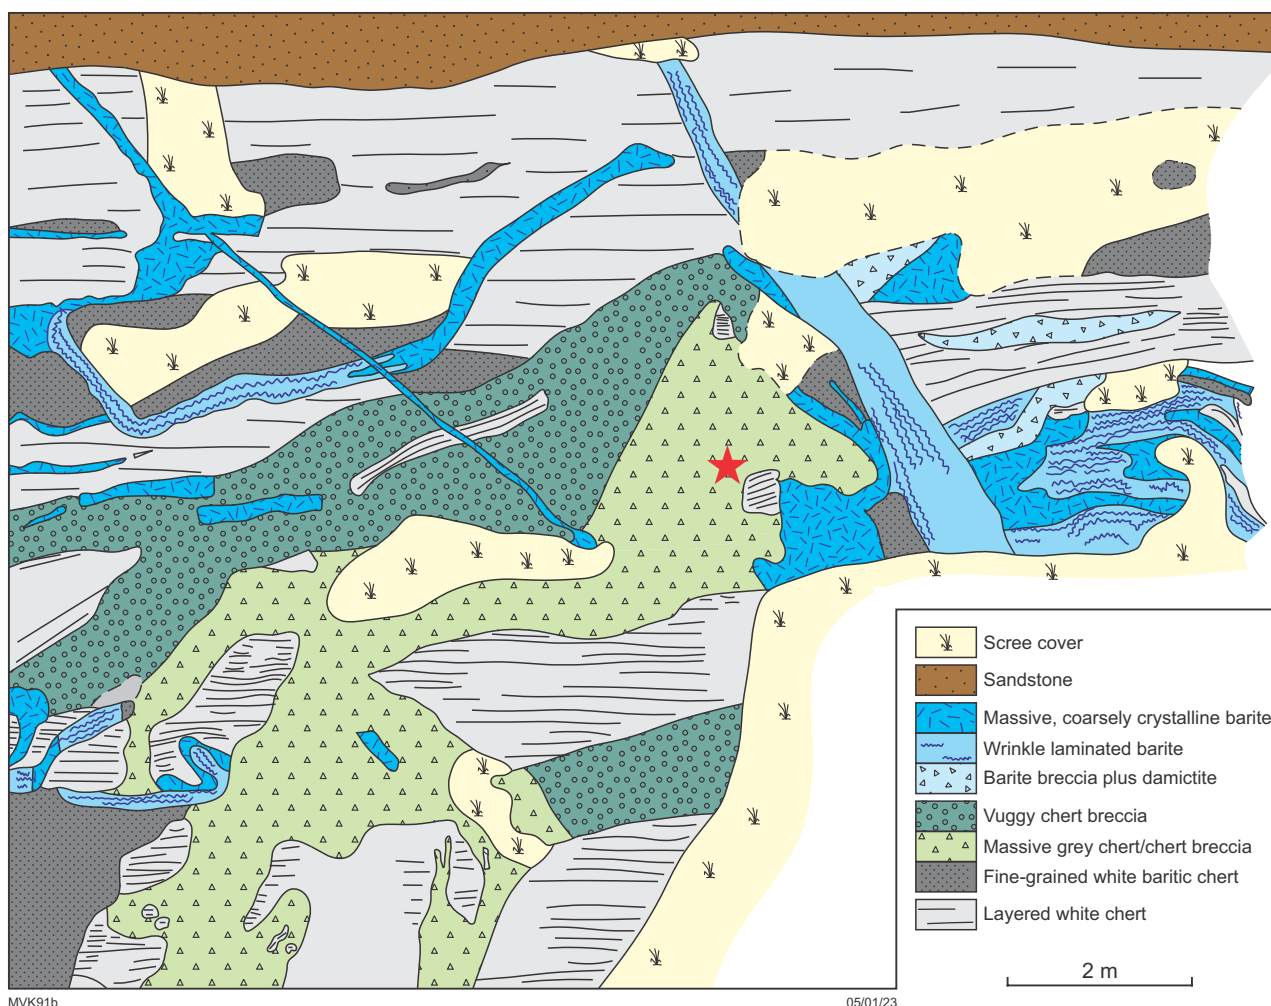 Scree cover
Sandstone
Massive, coarsely crystalline barite
Wrinkle laminated barite
Barite breccia plus damictite
Vuggy chert breccia
Massive grey chert/chert breccia
Fine-grained white baritic chert
Layered white chert
2 m
MVK91b
05/01/23